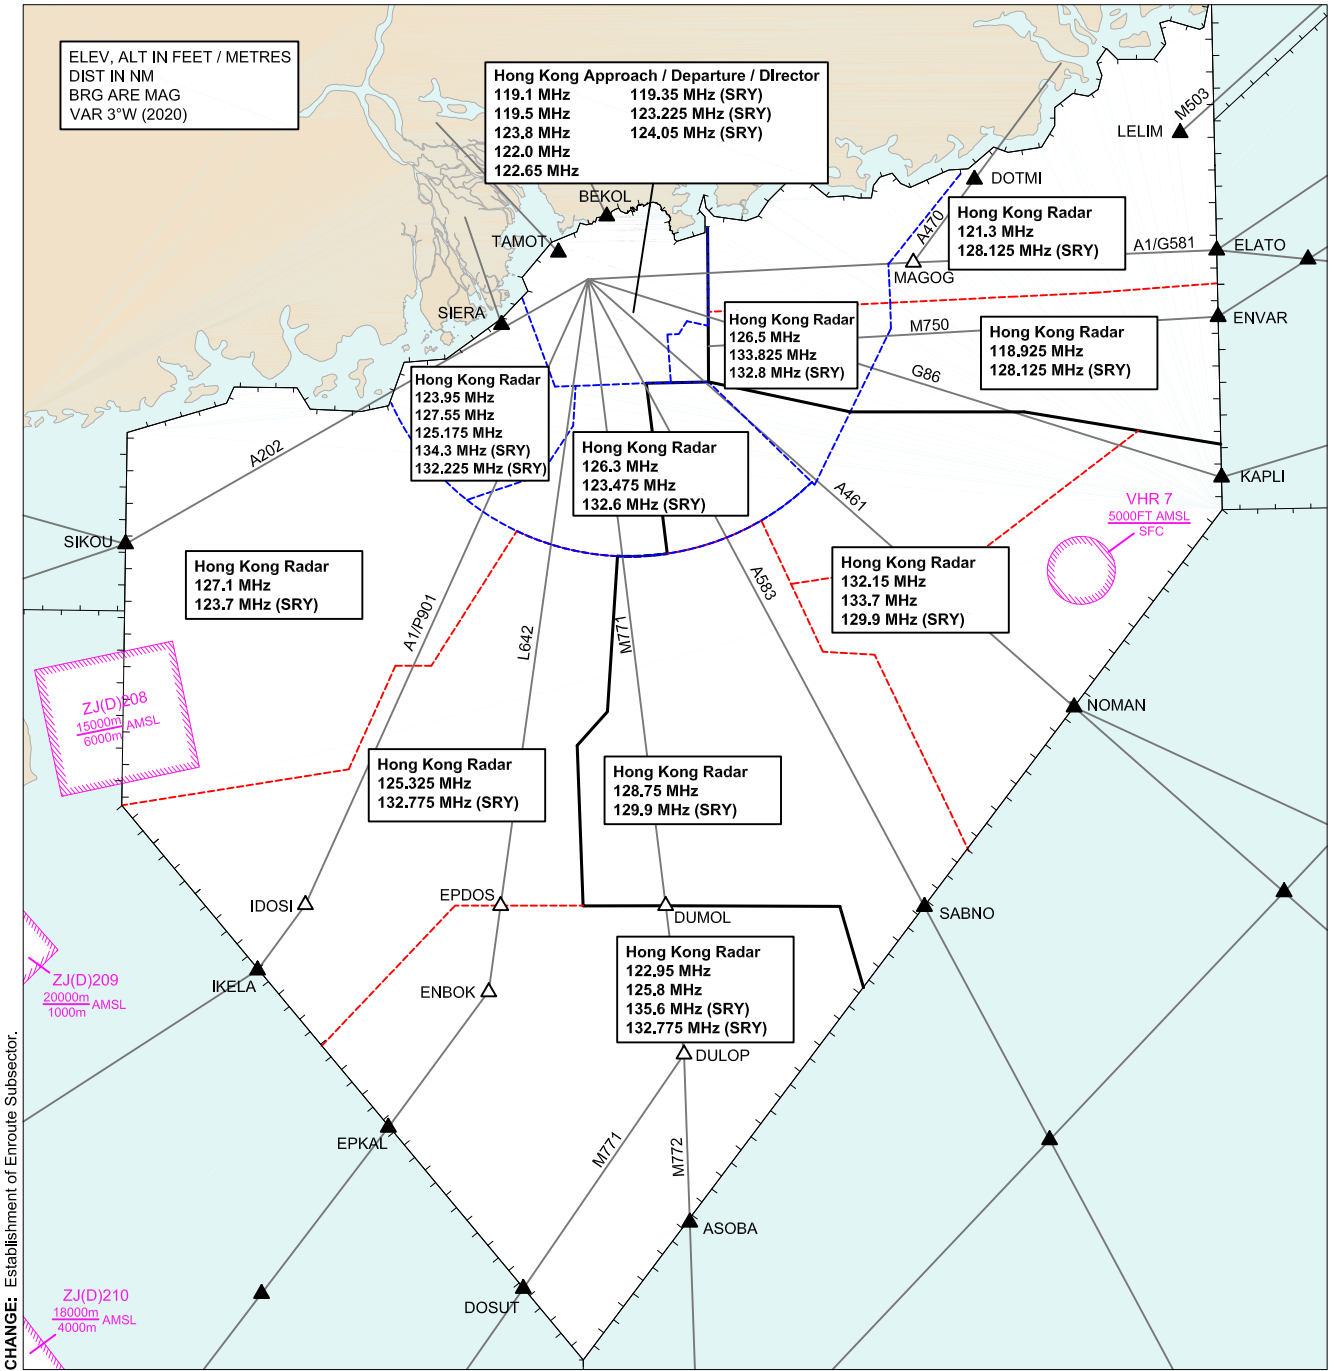 ELEV, ALT IN FEET / METRES
DIST IN NM
BRG ARE MAG
VAR 3°W (2020)
Hong Kong Approach / Departure / DIrector
119.1 MHz 119.35 MHz (SRY)
119.5 MHz 123.225 MHz (SRY)
123.8 MHz 124.05 MHz (SRY)
122.0 MHz
122.65 MHz
M503
LELIM
DOTMI
BEKOL
TAMOT
SIERA
A470
Hong Kong Radar
121.3 MHz
128.125 MHz (SRY)
A1/G581
ELATO
MAGOG
ENVAR
M750
G86
Hong Kong Radar
126.5 MHz
133.825 MHz
132.8 MHz (SRY)
Hong Kong Radar
118.925 MHz
128.125 MHz (SRY)
Hong Kong Radar
123.95 MHz
127.55 MHz
125.175 MHz
134.3 MHz (SRY)
132.225 MHz (SRY)
Hong Kong Radar
126.3 MHz
123.475 MHz
132.6 MHz (SRY)
A202
A461
KAPLI
VHR 7
5000FT AMSL
SFC
SIKOU
Hong Kong Radar
127.1 MHz
123.7 MHz (SRY)
Hong Kong Radar
132.15 MHz
133.7 MHz
129.9 MHz (SRY)
A583
A1/P901
L642
M771
ZJ(D)208
15000m
6000m
AMSL
NOMAN
Hong Kong Radar
125.325 MHz
132.775 MHz (SRY)
Hong Kong Radar
128.75 MHz
129.9 MHz (SRY)
IDOSI
EPDOS
DUMOL
SABNO
Hong Kong Radar
122.95 MHz
125.8 MHz
135.6 MHz (SRY)
132.775 MHz (SRY)
ZJ(D)209
20000m
1000m
AMSL
IKELA
ENBOK
DULOP
EPKAL
M771
M772
ASOBA
DOSUT
ZJ(D)210
18000m
4000m
AMSL
CHANGE: Establishment of Enroute Subsector.